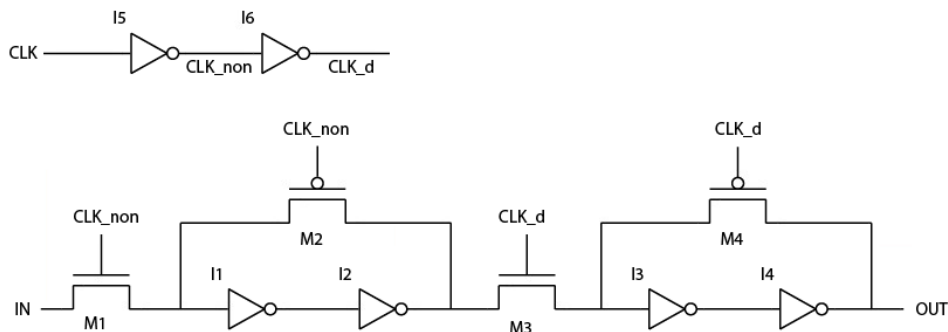 I5 I6
CLK
CLK_non CLK_d
CLK_non CLK_d
CLK_non CLK_d
M2 M4
I1 I2 I3 I4
IN OUT
M1 M3